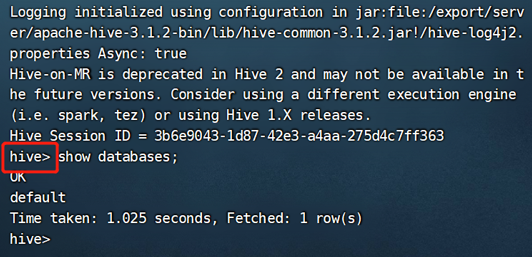 Logging initialized using configuration in jar:file:/export/serv
er/apache-hive-3.1.2-bin/lib/hive-common-3.1.2.jar!/hive-log4j2.
properties Async: true
Hive-on-MR is deprecated in Hive 2 and may not be available in t
he future versions. Consider using a different execution engine
(i.e. spark, tez) or using Hive 1.X releases.
Hive Session ID = 3b6e9043-1d87-42e3-a4aa-275d4c7ff363
hive> show databases;
OK
default
Time taken: 1.025 seconds, Fetched: 1 row(s)
hive>